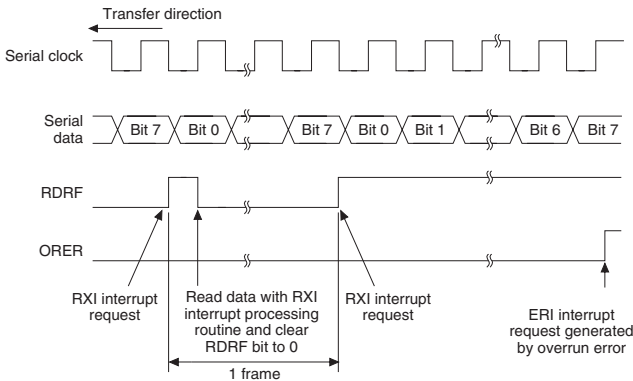 Transfer direction
Serial clock
Serial
data
Bit 7 Bit 0 Bit 7 Bit 0 Bit 1 Bit 6 Bit 7
RDRF
ORER
RXI interrupt
request
Read data with RXI
interrupt processing
routine and clear
RDRF bit to 0
RXI interrupt
request
ERI interrupt
request generated
by overrun error
1 frame